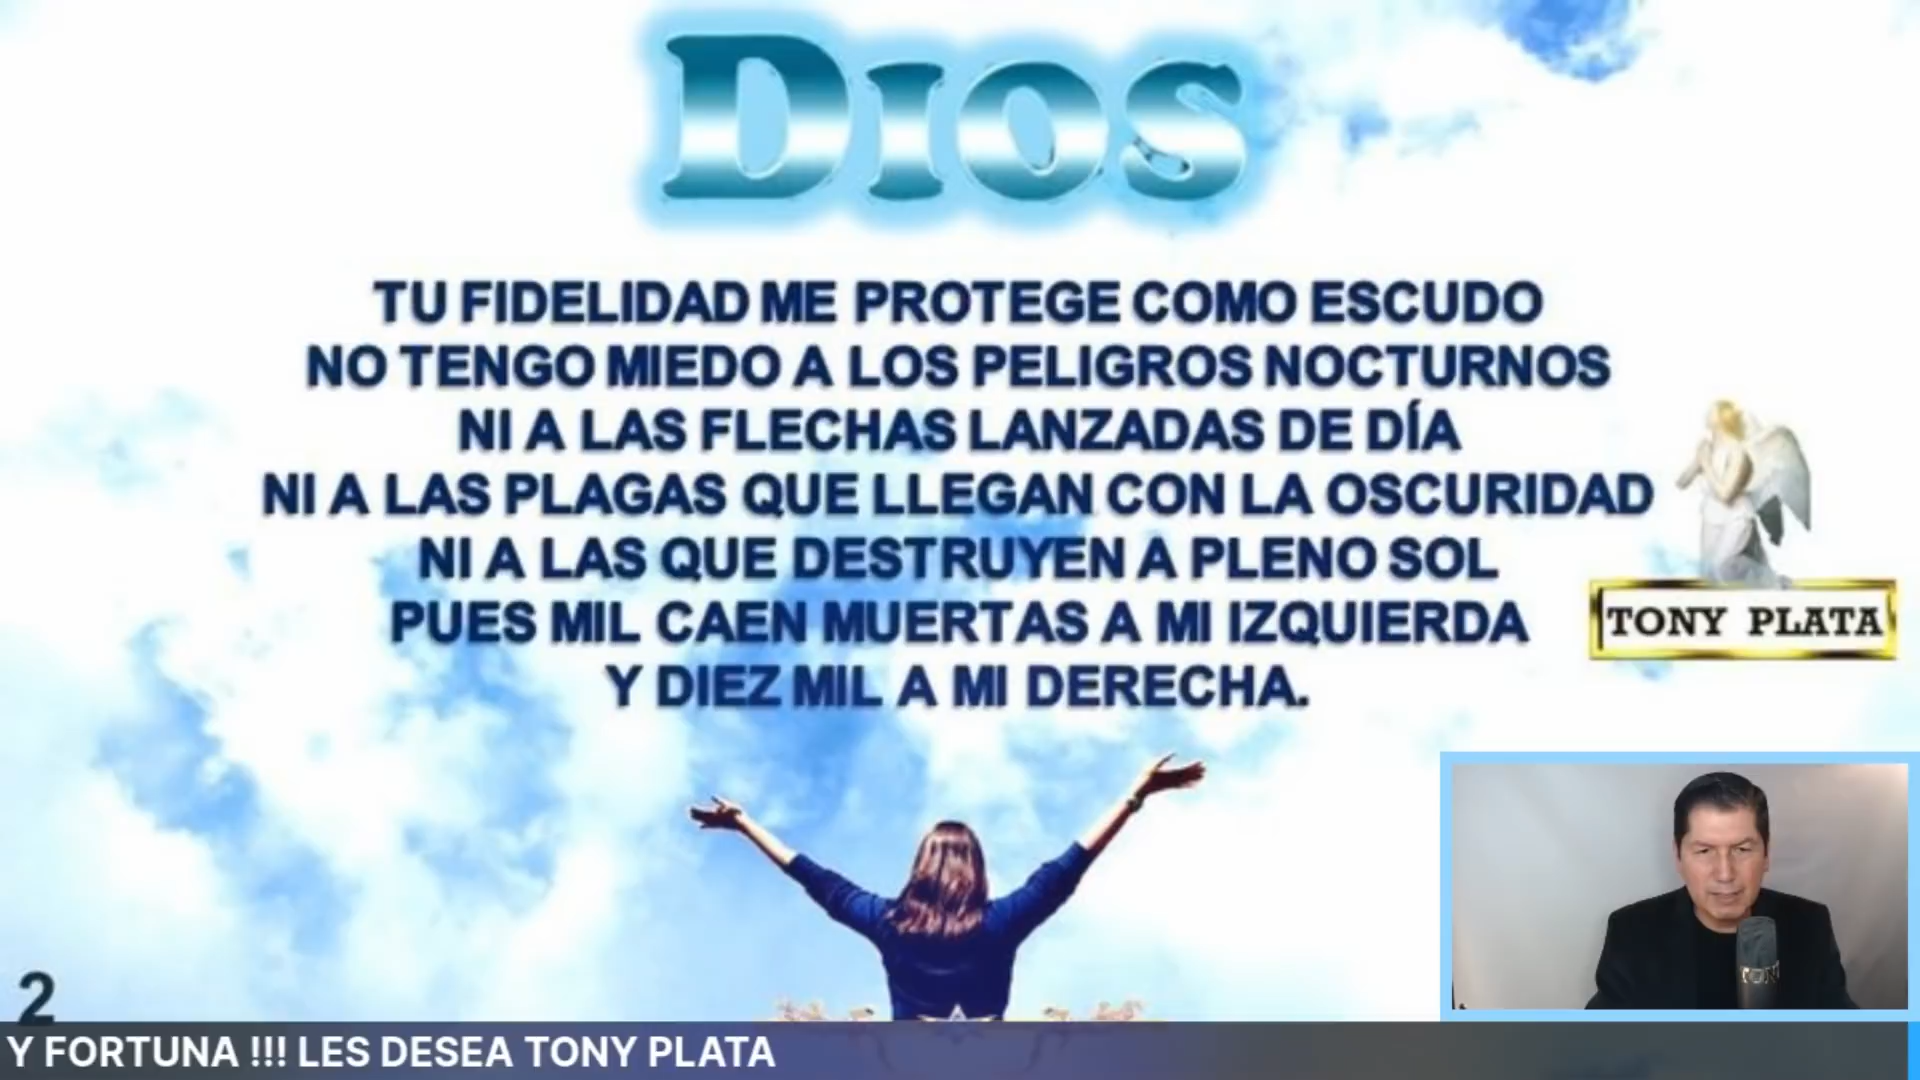 DIOS
TU FIDELIDAD ME PROTEGE COMO ESCUDO
NO TENGO MIEDO A LOS PELIGROS NOCTURNOS
NI A LAS FLECHAS LANZADAS DE DÍA
NI A LAS PLAGAS QUE LLEGAN CON LA OSCURIDAD
NI A LAS QUE DESTRUYEN A PLENO SOL
PUES MIL CAEN MUERTAS A MI IZQUIERDA
Y DIEZ MIL A MI DERECHA.
TONY PLATA
2
Y FORTUNA !!! LES DESEA TONY PLATA